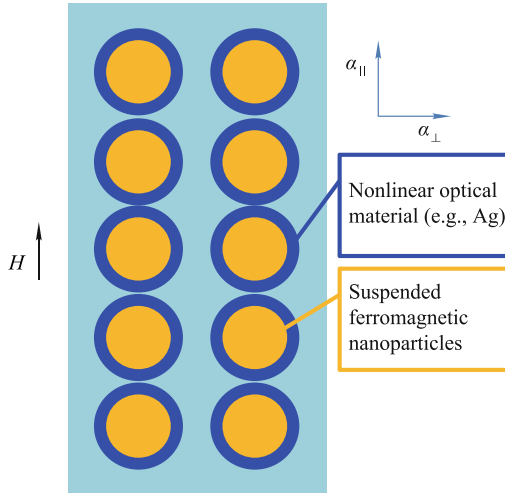 α||
α⊥
Nonlinear optical
material (e.g., Ag)
H
Suspended
ferromagnetic
nanoparticles